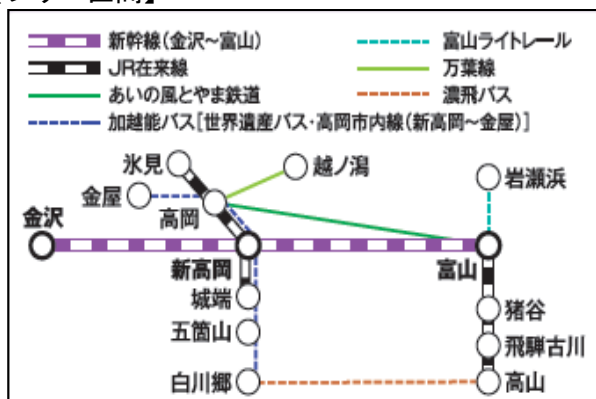 新幹線(金沢～富山)
富山ライトレール
JR在来線
万葉線
あいの風とやま鉄道
濃飛バス
加越能バス[世界遺産バス・高岡市内線(新高岡～金屋)]
氷見
越ノ潟
岩瀬浜
金屋
高岡
金沢
新高岡
富山
城端
猪谷
五箇山
飛騨古川
白川郷
高山